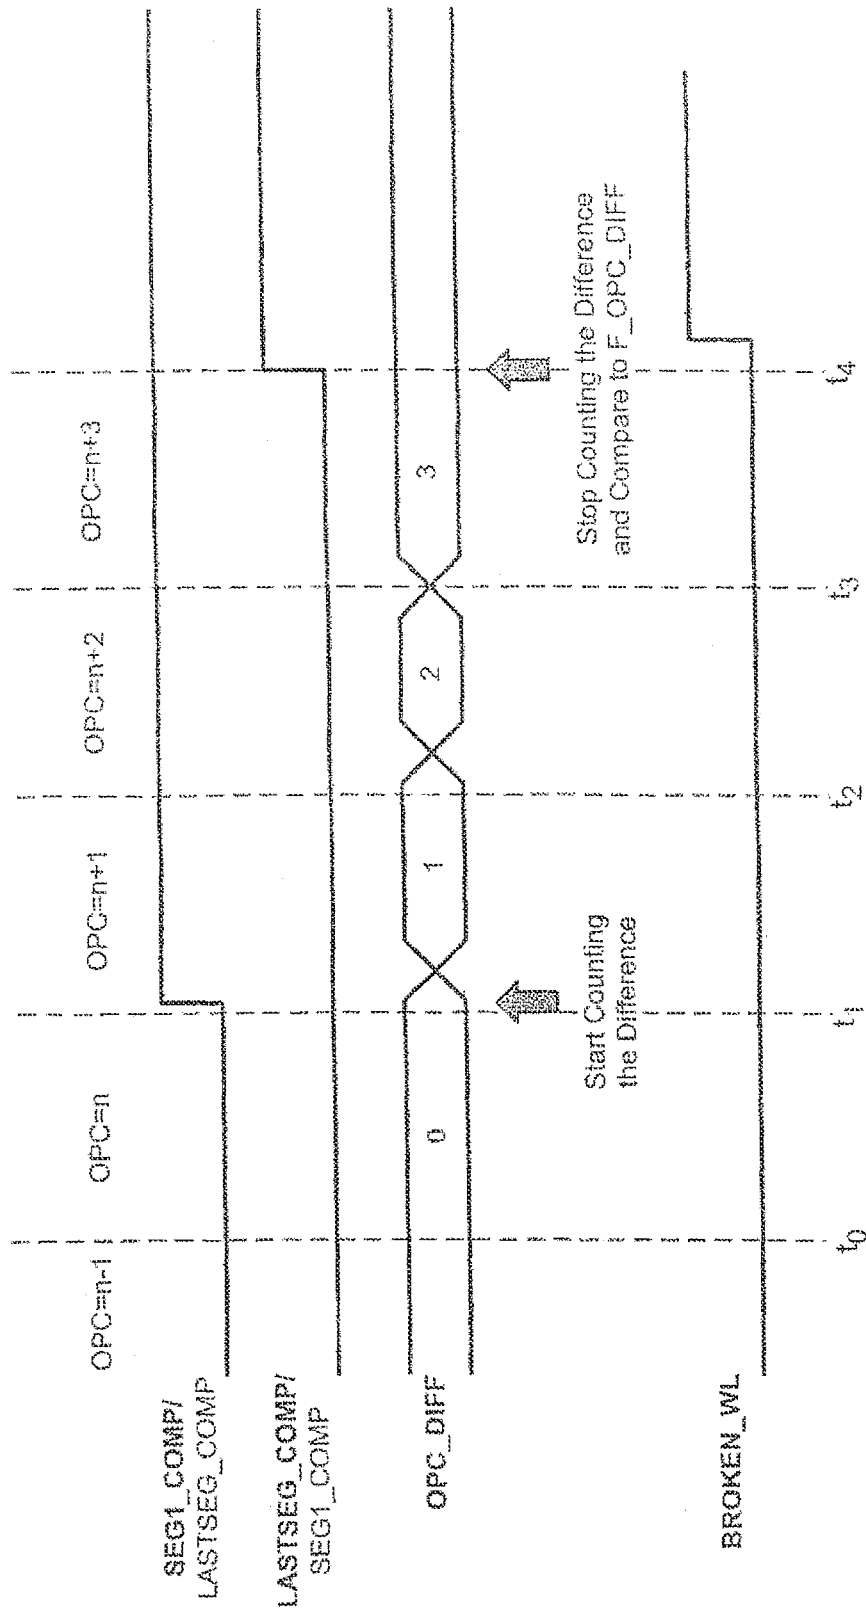 OPC=n-1
OPC=n
OPC=n+1
OPC=n+2
OPC=n+3
SEG1_COMP/
LASTSEG_COMP
LASTSEG_COMP/
SEG1_COMP
OPC_DIFF
0
1
2
3
Start Counting
the Difference
Stop Counting the Difference
and Compare to F_OPC_DIFF
BROKEN_WL
t0
t1
t2
t3
t4